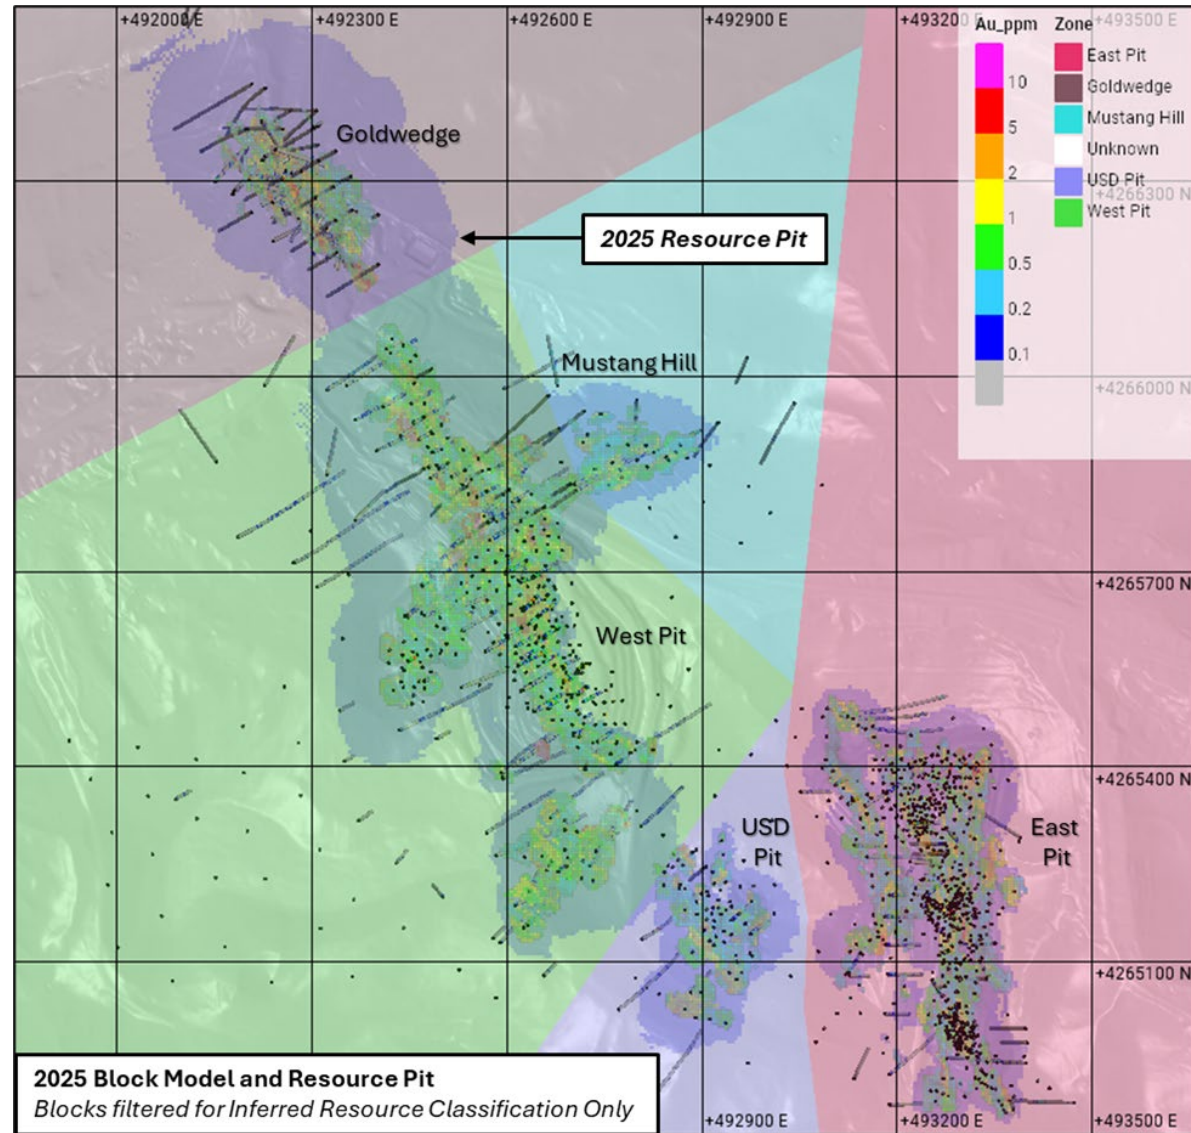 +492000 E
+492300 E
+492600 E
+492900 E
+493200 E
+493500 E
Au_ppm
Zone
10
5
2
1
0.5
0.2
0.1
East Pit
Goldwedge
Mustang Hill
Unknown
USD Pit
West Pit
+4266300 N
Goldwedge
2025 Resource Pit
Mustang Hill
+4266000 N
+4265700 N
West Pit
+4265400 N
USD
Pit
East
Pit
+4265100 N
2025 Block Model and Resource Pit
Blocks filtered for Inferred Resource Classification Only
+492900 E
+493200 E
+493500 E